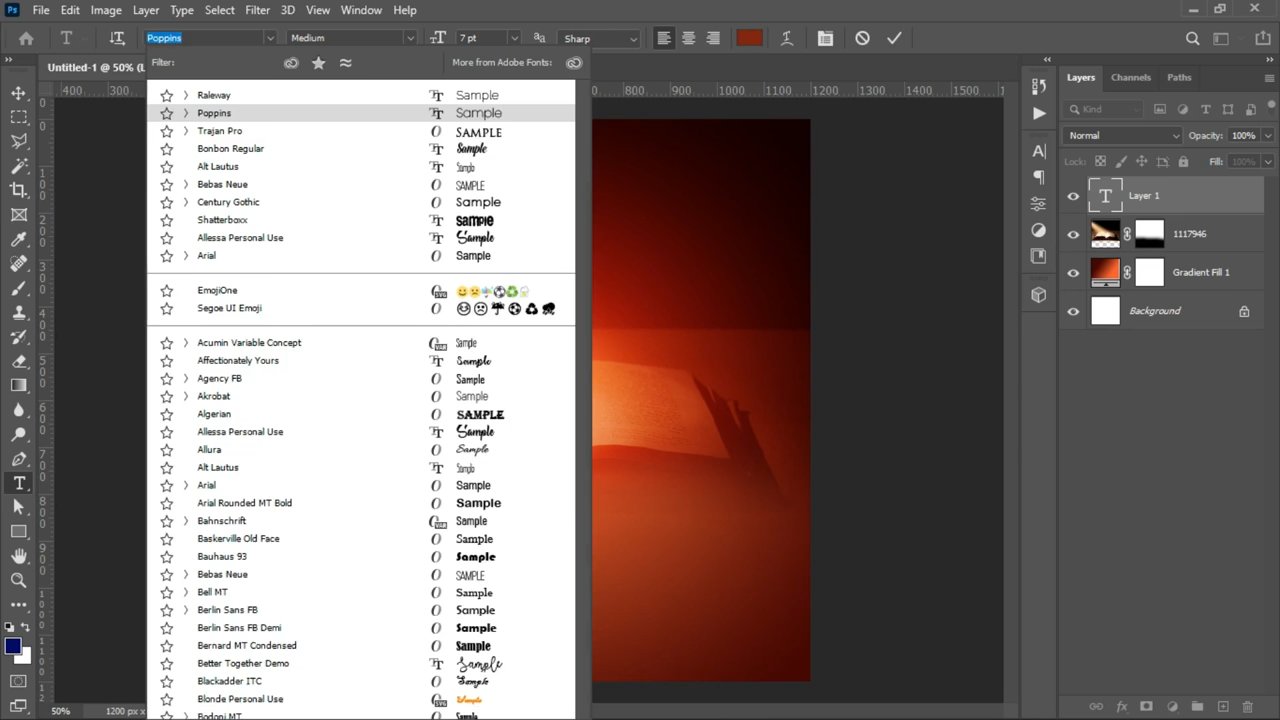 Ps File Edit Image Layer Type Select Filter 3D View Window Help
Poppins Medium 7 pt Sharp
Filter: More from Adobe Fonts:
Untitled-1 @ 50% (L
400 300 800 900 1000 1100 1200 1300 1400 1500
Raleway Sample
Poppins Sample
Trajan Pro SAMPLE
Bonbon Regular Sample
Alt Lautus Sample
Bebas Neue SAMPLE
Century Gothic Sample
Shatterboxx Sample
Allessa Personal Use Sample
Arial Sample
EmojiOne
Segoe UI Emoji
Acumin Variable Concept Sample
Affectionately Yours Sample
Agency FB Sample
Akrobat Sample
Algerian SAMPLE
Allessa Personal Use Sample
Allura Sample
Alt Lautus Sample
Arial Sample
Arial Rounded MT Bold Sample
Bahnschrift Sample
Baskerville Old Face Sample
Bauhaus 93 Sample
Bebas Neue SAMPLE
Bell MT Sample
Berlin Sans FB Sample
Berlin Sans FB Demi Sample
Bernard MT Condensed Sample
Better Together Demo Sample
Blackadder ITC Sample
Blonde Personal Use Sample
Bodoni MT Sample
50% 1200 px
Layers Channels Paths
Kind
Normal Opacity: 100%
Lock: Fill: 100%
Layer 1
1117946
Gradient Fill 1
Background